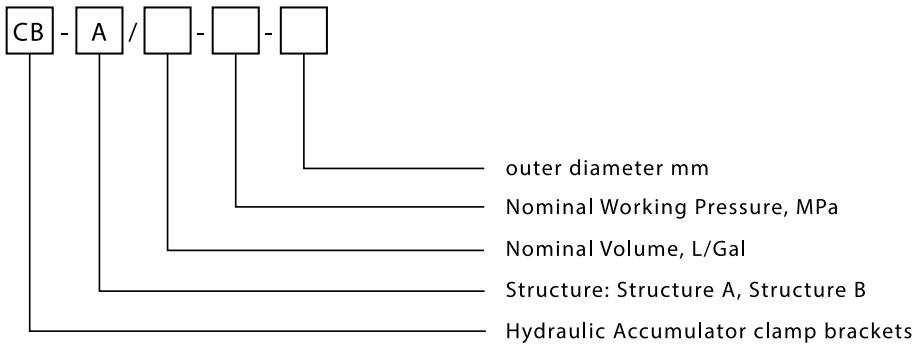 CB - A / - -
outer diameter mm
Nominal Working Pressure, MPa
Nominal Volume, L/Gal
Structure: Structure A, Structure B
Hydraulic Accumulator clamp brackets